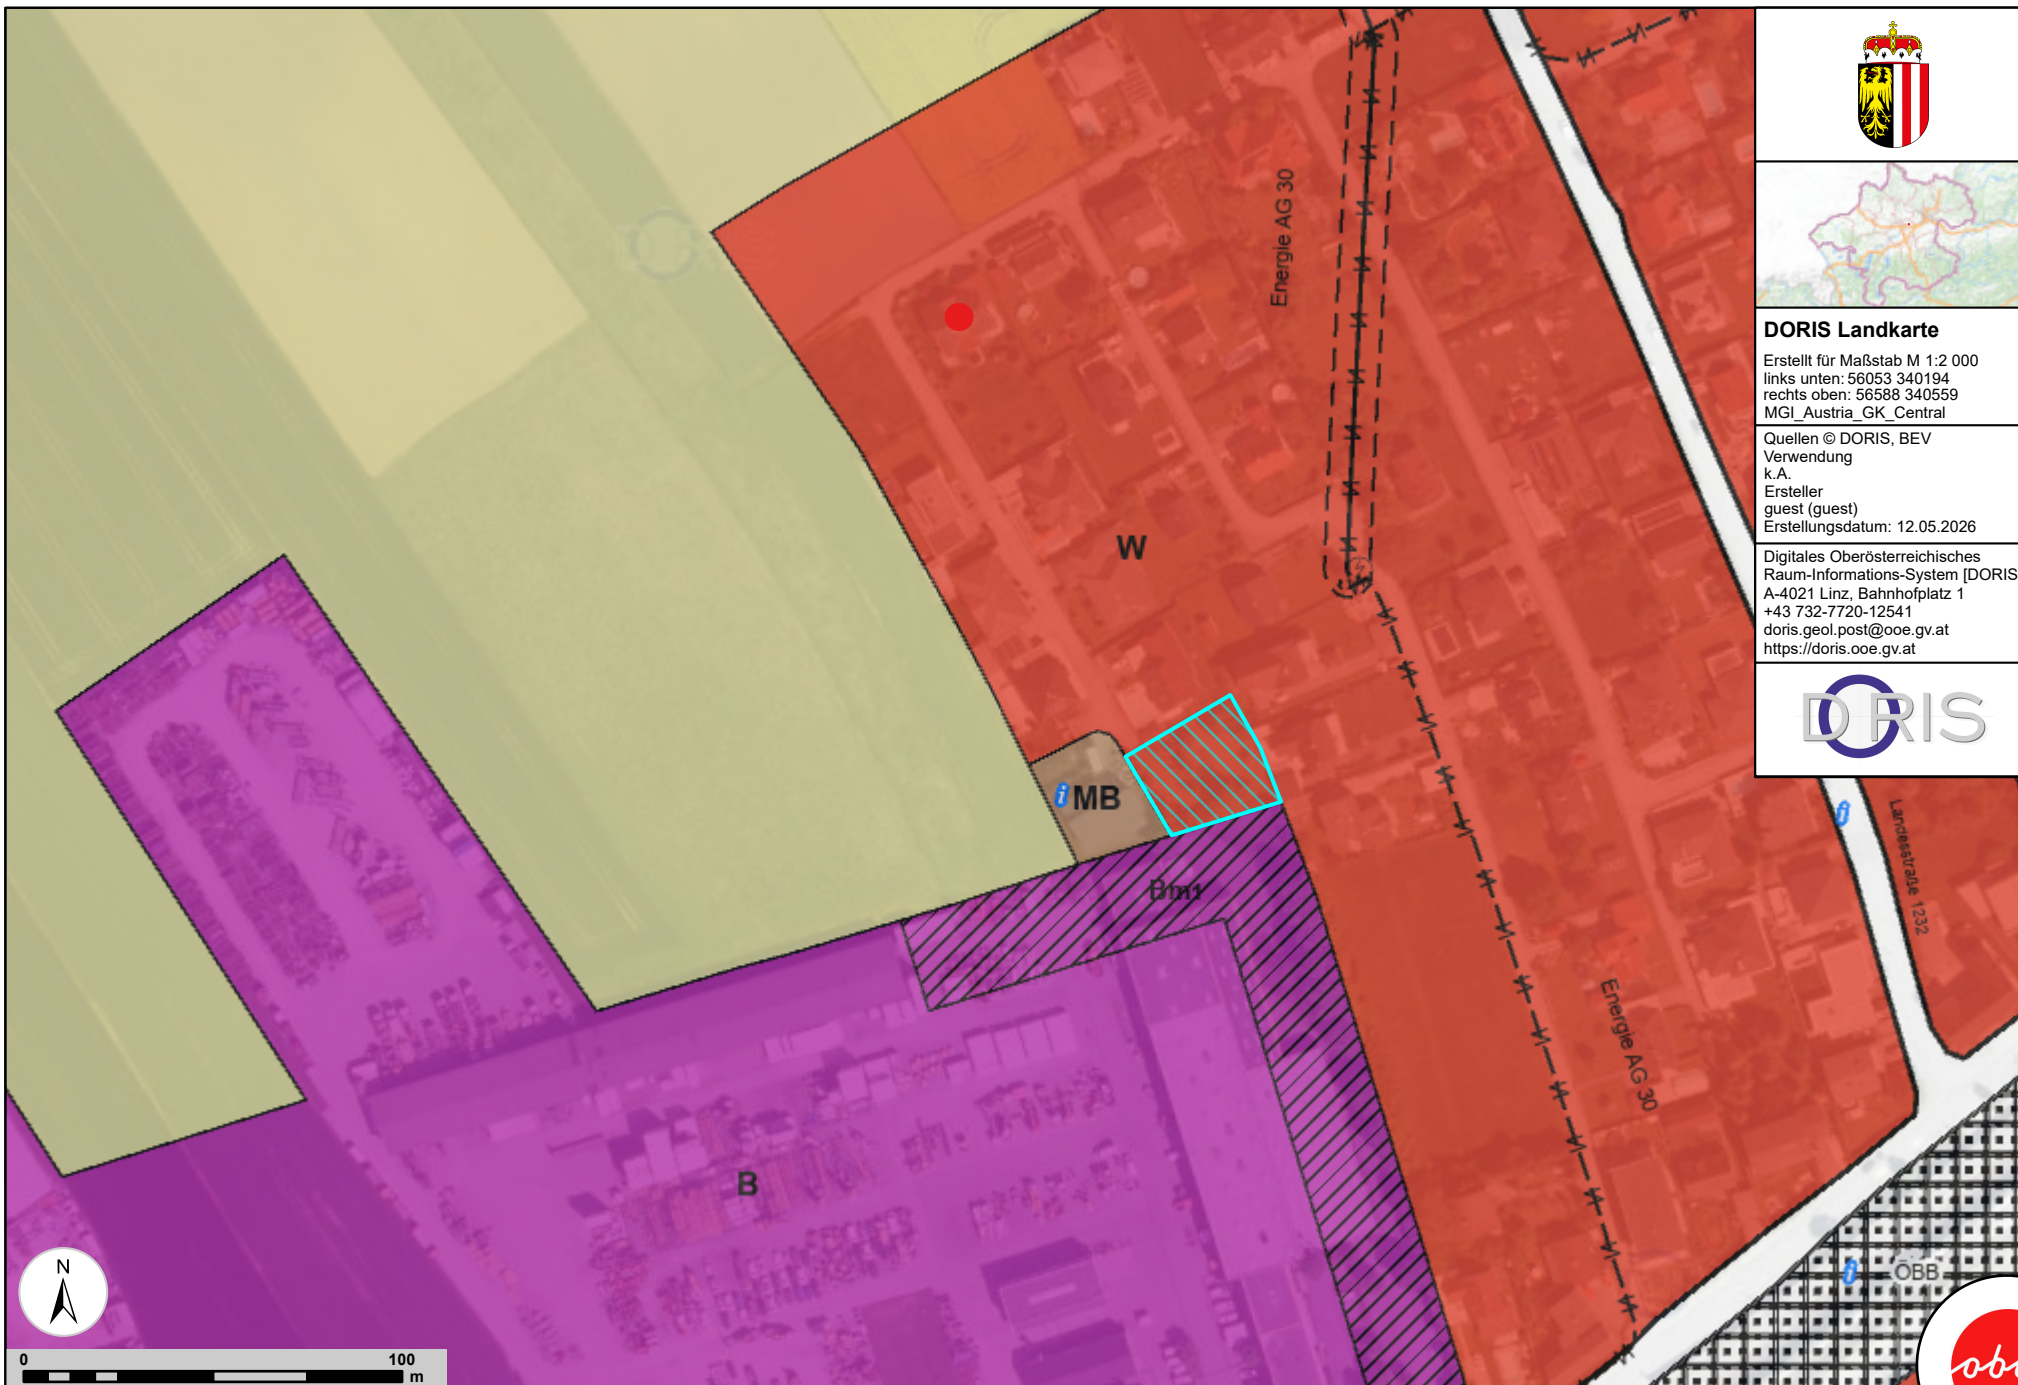 DORIS Landkarte
Erstellt für Maßstab M 1:2 000
links unten: 56053 340194
rechts oben: 56588 340559
MGI_Austria_GK_Central
Quellen © DORIS, BEV
Verwendung
k.A.
Ersteller
guest (guest)
Erstellungsdatum: 12.05.2026
Digitales Oberösterreichisches
Raum-Informations-System [DORIS
A-4021 Linz, Bahnhofplatz 1
+43 732-7720-12541
doris.geol.post@ooe.gv.at
https://doris.ooe.gv.at
DORIS
Energie AG 30
W
MB
Bm1
Landesstraße 1232
Energie AG 30
B
ÖBB
N
0 100
m